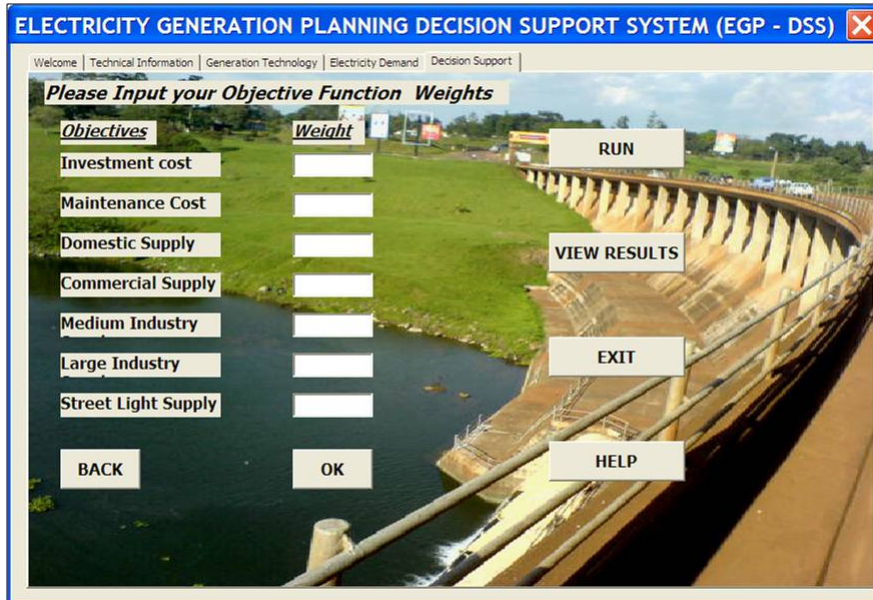 ELECTRICITY GENERATION PLANNING DECISION SUPPORT SYSTEM (EGP - DSS)
Welcome Technical Information Generation Technology Electricity Demand Decision Support
Please Input your Objective Function Weights
Objectives Weight
Investment cost
Maintenance Cost
Domestic Supply
Commercial Supply
Medium Industry
Large Industry
Street Light Supply
BACK OK
RUN
VIEW RESULTS
EXIT
HELP